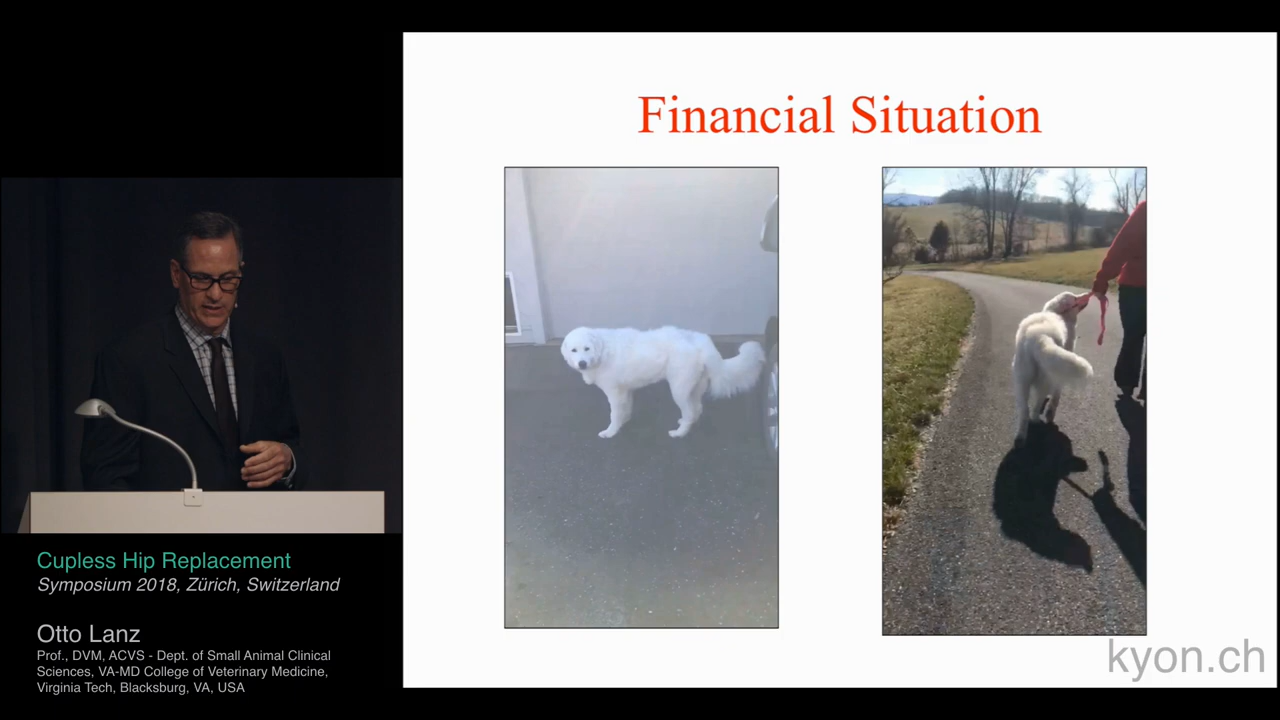 Financial Situation
kyon.ch
Cupless Hip Replacement
Symposium 2018, Zürich, Switzerland
Otto Lanz
Prof., DVM, ACVS - Dept. of Small Animal Clinical
Sciences, VA-MD College of Veterinary Medicine,
Virginia Tech, Blacksburg, VA, USA